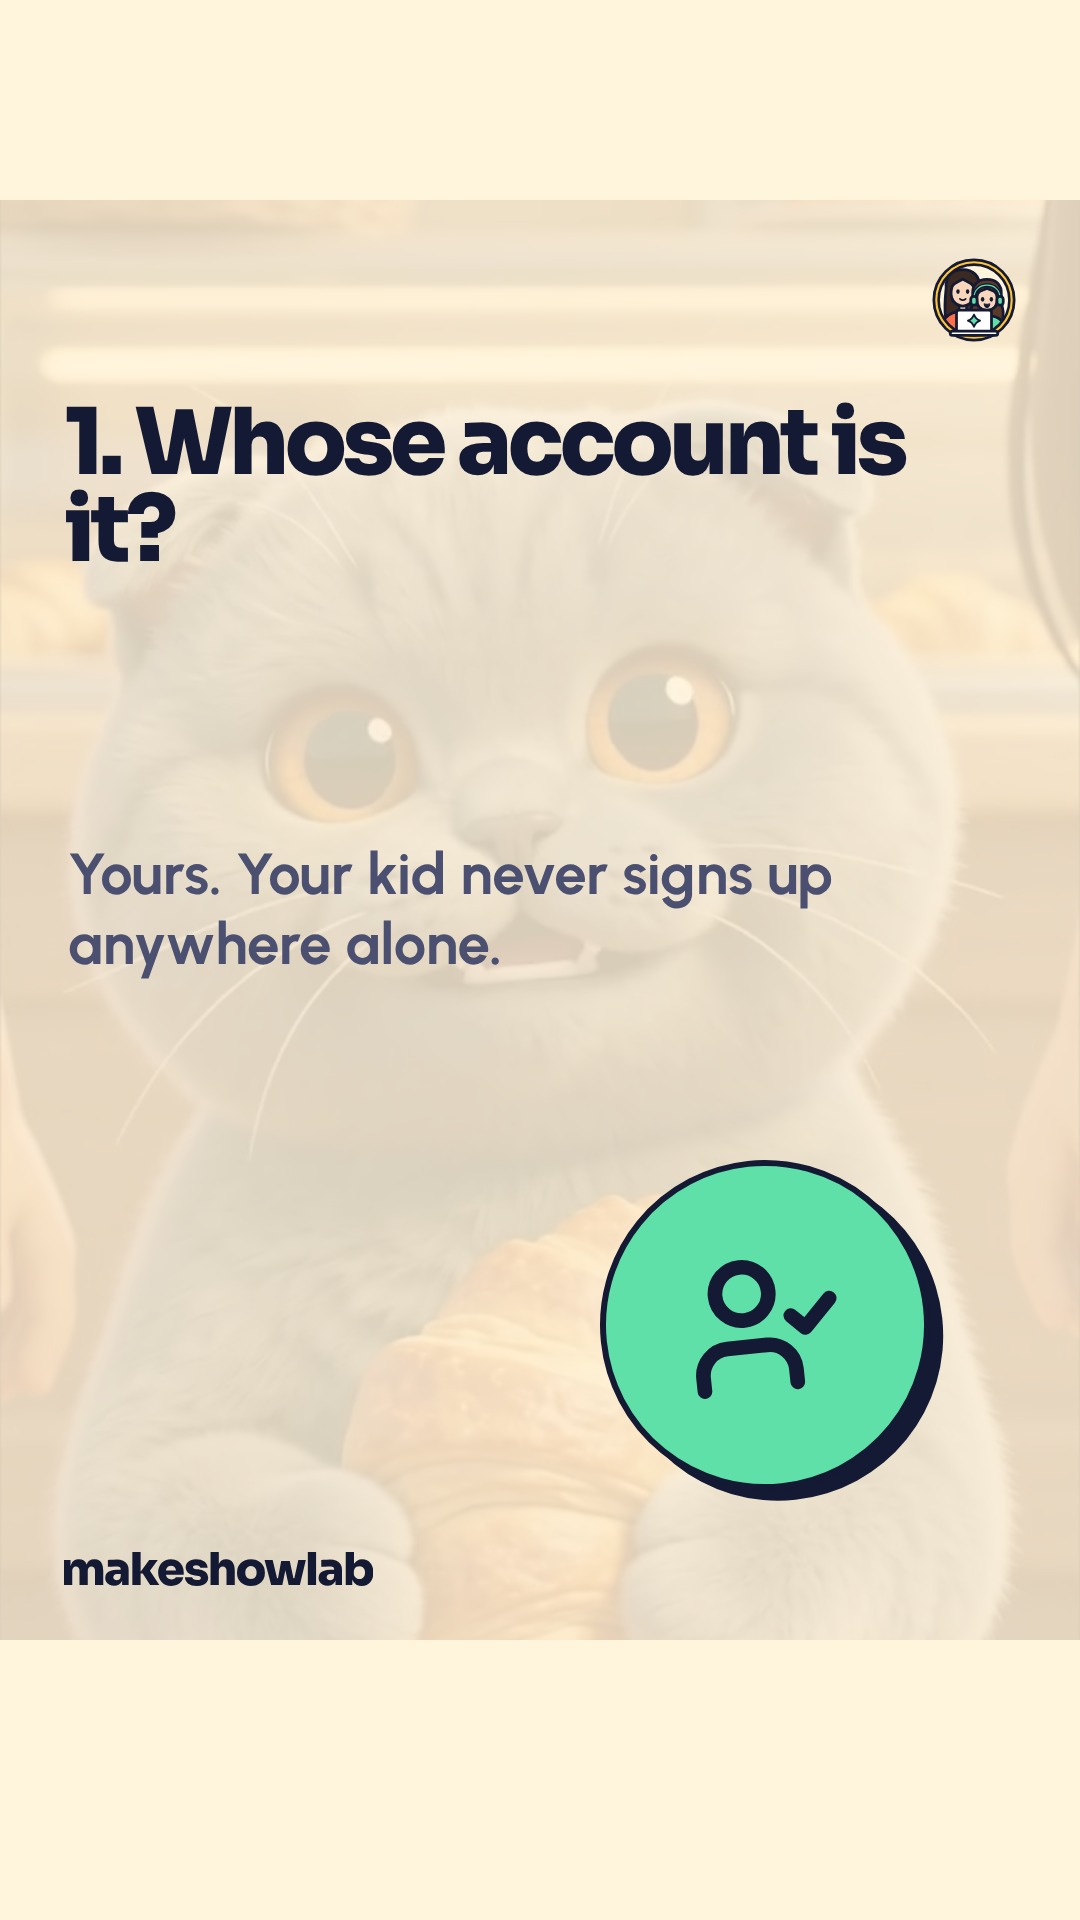 1. Whose account is
it?
Yours. Your kid never signs up
anywhere alone.
makeshowlab